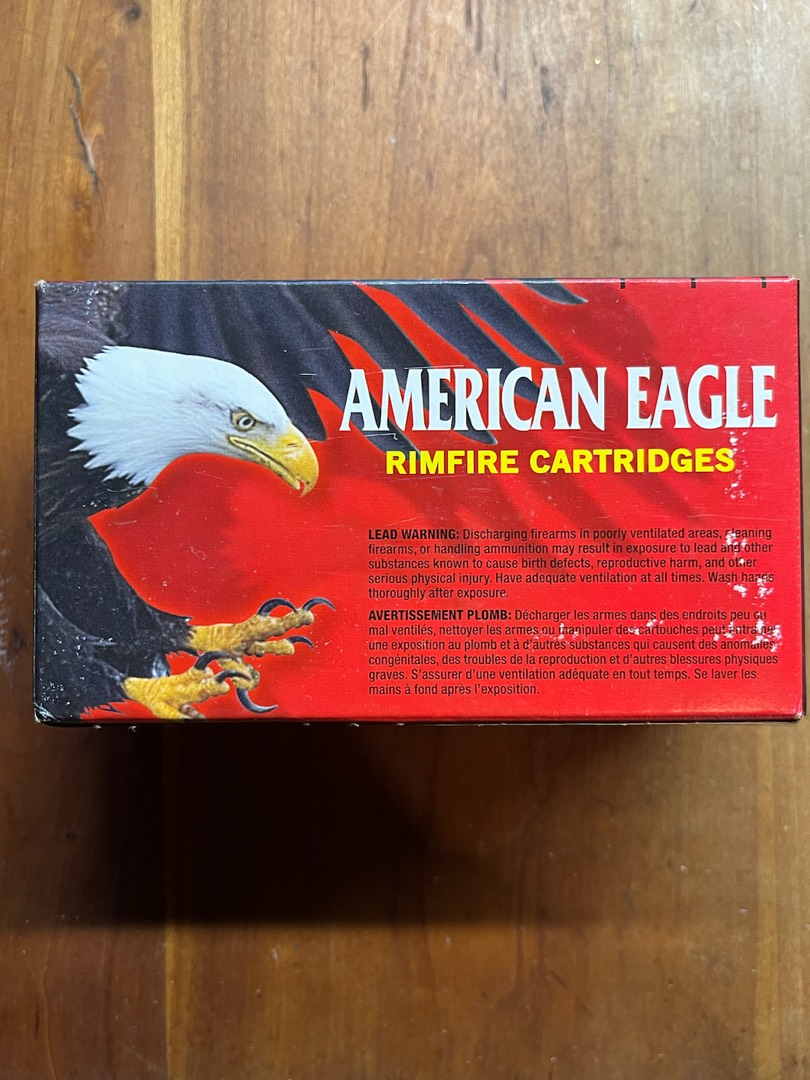 AMERICAN EAGLE
RIMFIRE CARTRIDGES
LEAD WARNING: Discharging firearms in poorly ventilated areas, cleaning
firearms, or handling ammunition may result in exposure to lead and other
substances known to cause birth defects, reproductive harm, and other
serious physical injury. Have adequate ventilation at all times. Wash hands
thoroughly after exposure.
AVERTISSEMENT PLOMB: Décharger les armes dans des endroits peu ou
mal ventilés, nettoyer les armes ou manipuler des cartouches peut entraîne
une exposition au plomb et à d'autres substances qui causent des anomalies
congénitales, des troubles de la reproduction et d'autres blessures physiques
graves. S'assurer d'une ventilation adéquate en tout temps. Se laver les
mains à fond après l'exposition.